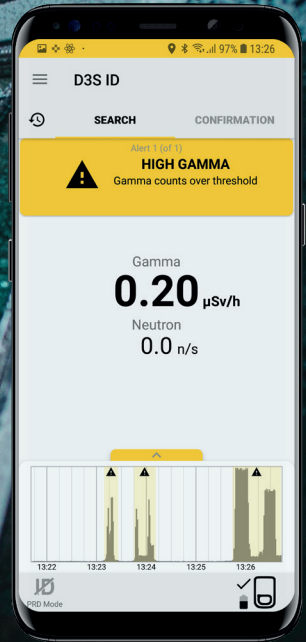 97% 13:26
D3S ID
SEARCH CONFIRMATION
Alert 1 (of 1)
HIGH GAMMA
Gamma counts over threshold
Gamma
0.20 µSv/h
Neutron
0.0 n/s
13:22 13:23 13:24 13:25 13:26
ID
PRD Mode